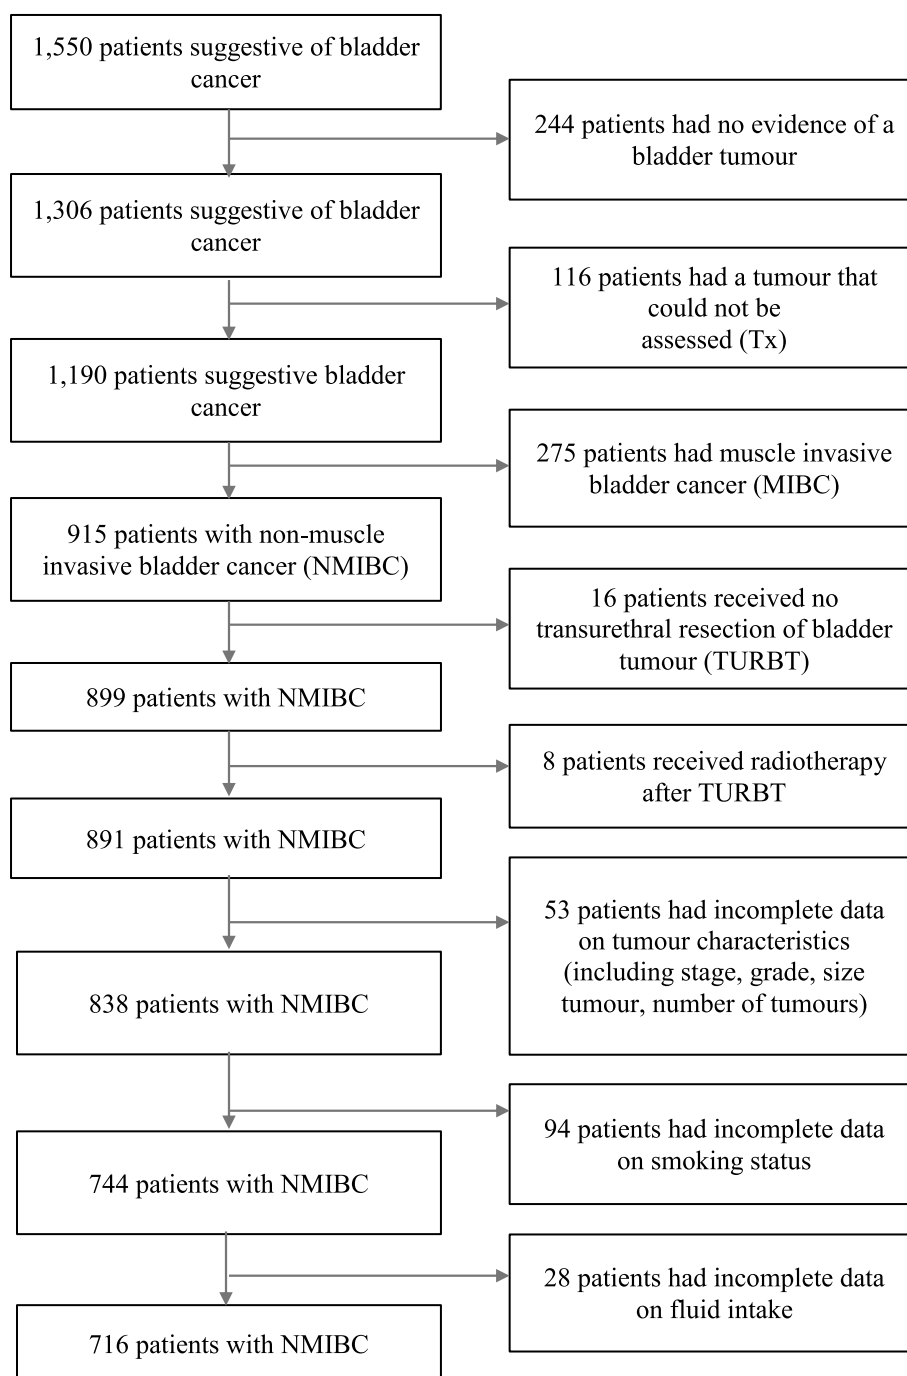 1,550 patients suggestive of bladder
cancer
244 patients had no evidence of a
bladder tumour
1,306 patients suggestive of bladder
cancer
116 patients had a tumour that
could not be
assessed (Tx)
1,190 patients suggestive bladder
cancer
275 patients had muscle invasive
bladder cancer (MIBC)
915 patients with non-muscle
invasive bladder cancer (NMIBC)
16 patients received no
transurethral resection of bladder
tumour (TURBT)
899 patients with NMIBC
8 patients received radiotherapy
after TURBT
891 patients with NMIBC
53 patients had incomplete data
on tumour characteristics
(including stage, grade, size
tumour, number of tumours)
838 patients with NMIBC
94 patients had incomplete data
on smoking status
744 patients with NMIBC
28 patients had incomplete data
on fluid intake
716 patients with NMIBC